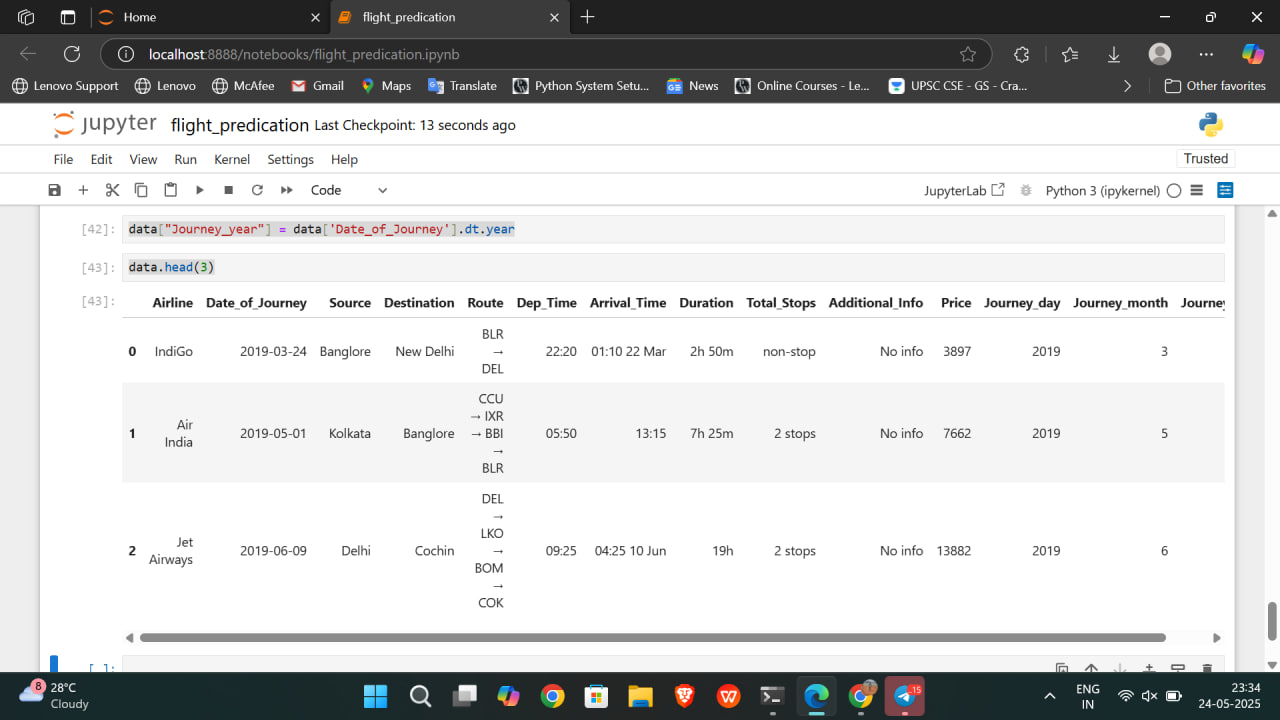 Home
flight_predication
localhost:8888/notebooks/flight_predication.ipynb
Lenovo Support
Lenovo
McAfee
Gmail
Maps
Translate
Python System Setu...
News
Online Courses - Le...
UPSC CSE - GS - Cra...
Other favorites
jupyter flight_predication Last Checkpoint: 13 seconds ago
File Edit View Run Kernel Settings Help
Trusted
Code
JupyterLab
Python 3 (ipykernel)
[42]: data["Journey_year"] = data['Date_of_Journey'].dt.year
[43]: data.head(3)
[43]:
Airline Date_of_Journey Source Destination Route Dep_Time Arrival_Time Duration Total_Stops Additional_Info Price Journey_day Journey_month Journey
0 IndiGo 2019-03-24 Banglore New Delhi BLR → DEL 22:20 01:10 22 Mar 2h 50m non-stop No info 3897 2019 3
1 Air India 2019-05-01 Kolkata Banglore CCU → IXR → BBI → BLR 05:50 13:15 7h 25m 2 stops No info 7662 2019 5
2 Jet Airways 2019-06-09 Delhi Cochin DEL → LKO → BOM → COK 09:25 04:25 10 Jun 19h 2 stops No info 13882 2019 6
[ ]:
8
28°C
Cloudy
15
ENG
IN
23:34
24-05-2025